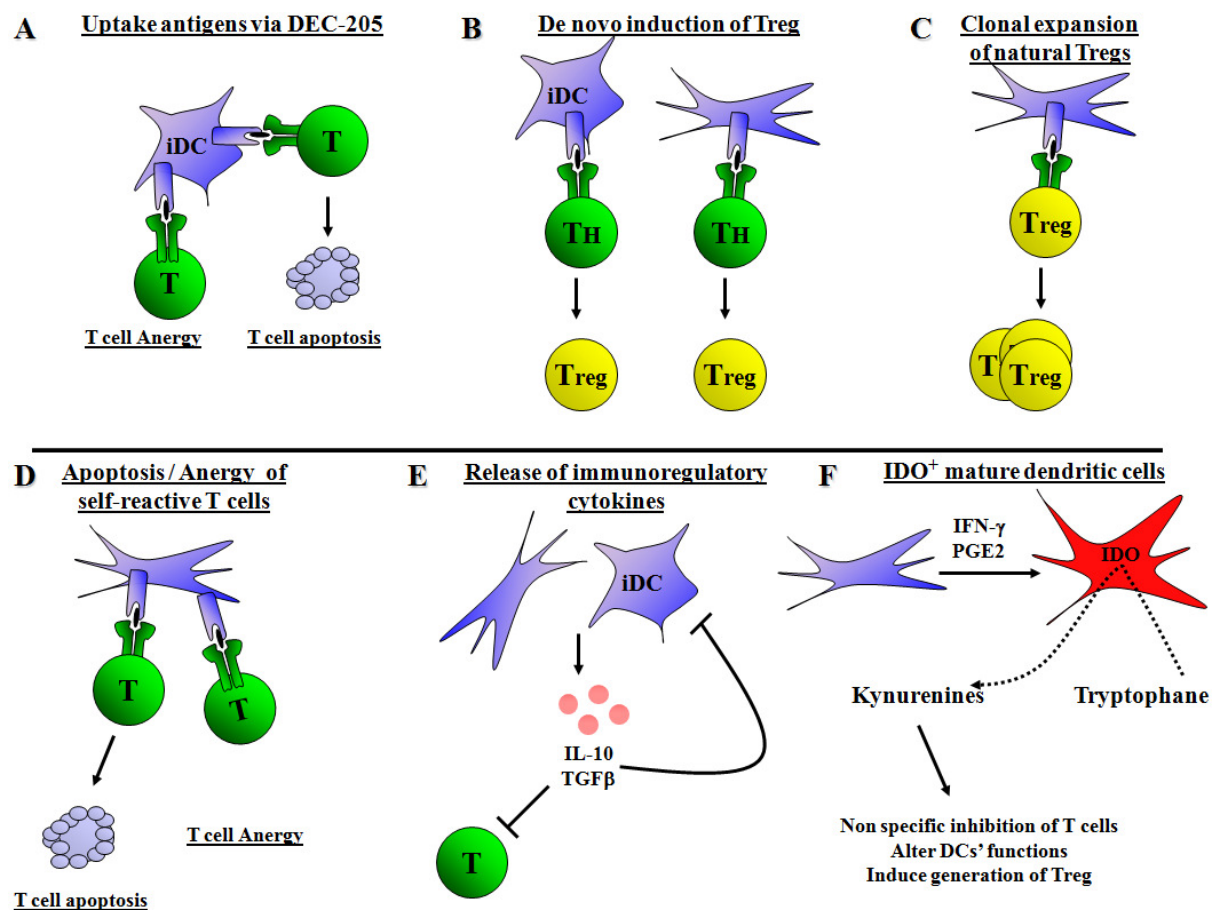 A
Uptake antigens via DEC-205
iDC
T
T
T cell Anergy
T cell apoptosis
B
De novo induction of Treg
iDC
TH
TH
Treg
Treg
C
Clonal expansion
of natural Tregs
Treg
T
Treg
D
Apoptosis / Anergy of
self-reactive T cells
T
T
T cell Anergy
T cell apoptosis
E
Release of immunoregulatory
cytokines
iDC
IL-10
TGFβ
T
F
IDO+ mature dendritic cells
IFN-γ
PGE2
IDO
Kynurenines
Tryptophane
Non specific inhibition of T cells
Alter DCs' functions
Induce generation of Treg